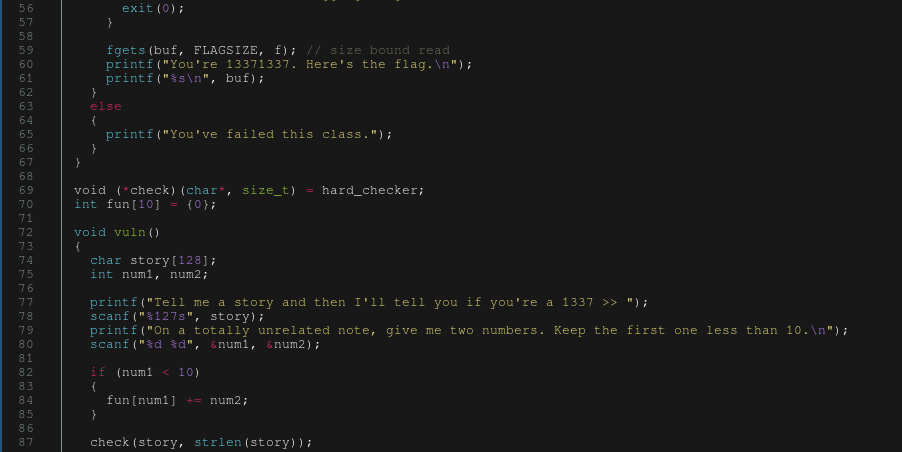 56 exit(0);
57 }
58
59 fgets(buf, FLAGSIZE, f); // size bound read
60 printf("You're 13371337. Here's the flag.\n");
61 printf("%s\n", buf);
62 }
63 else
64 {
65 printf("You've failed this class.");
66 }
67 }
68
69 void (*check)(char*, size_t) = hard_checker;
70 int fun[10] = {0};
71
72 void vuln()
73 {
74 char story[128];
75 int num1, num2;
76
77 printf("Tell me a story and then I'll tell you if you're a 1337 >> ");
78 scanf("%127s", story);
79 printf("On a totally unrelated note, give me two numbers. Keep the first one less than 10.\n");
80 scanf("%d %d", &num1, &num2);
81
82 if (num1 < 10)
83 {
84 fun[num1] += num2;
85 }
86
87 check(story, strlen(story));